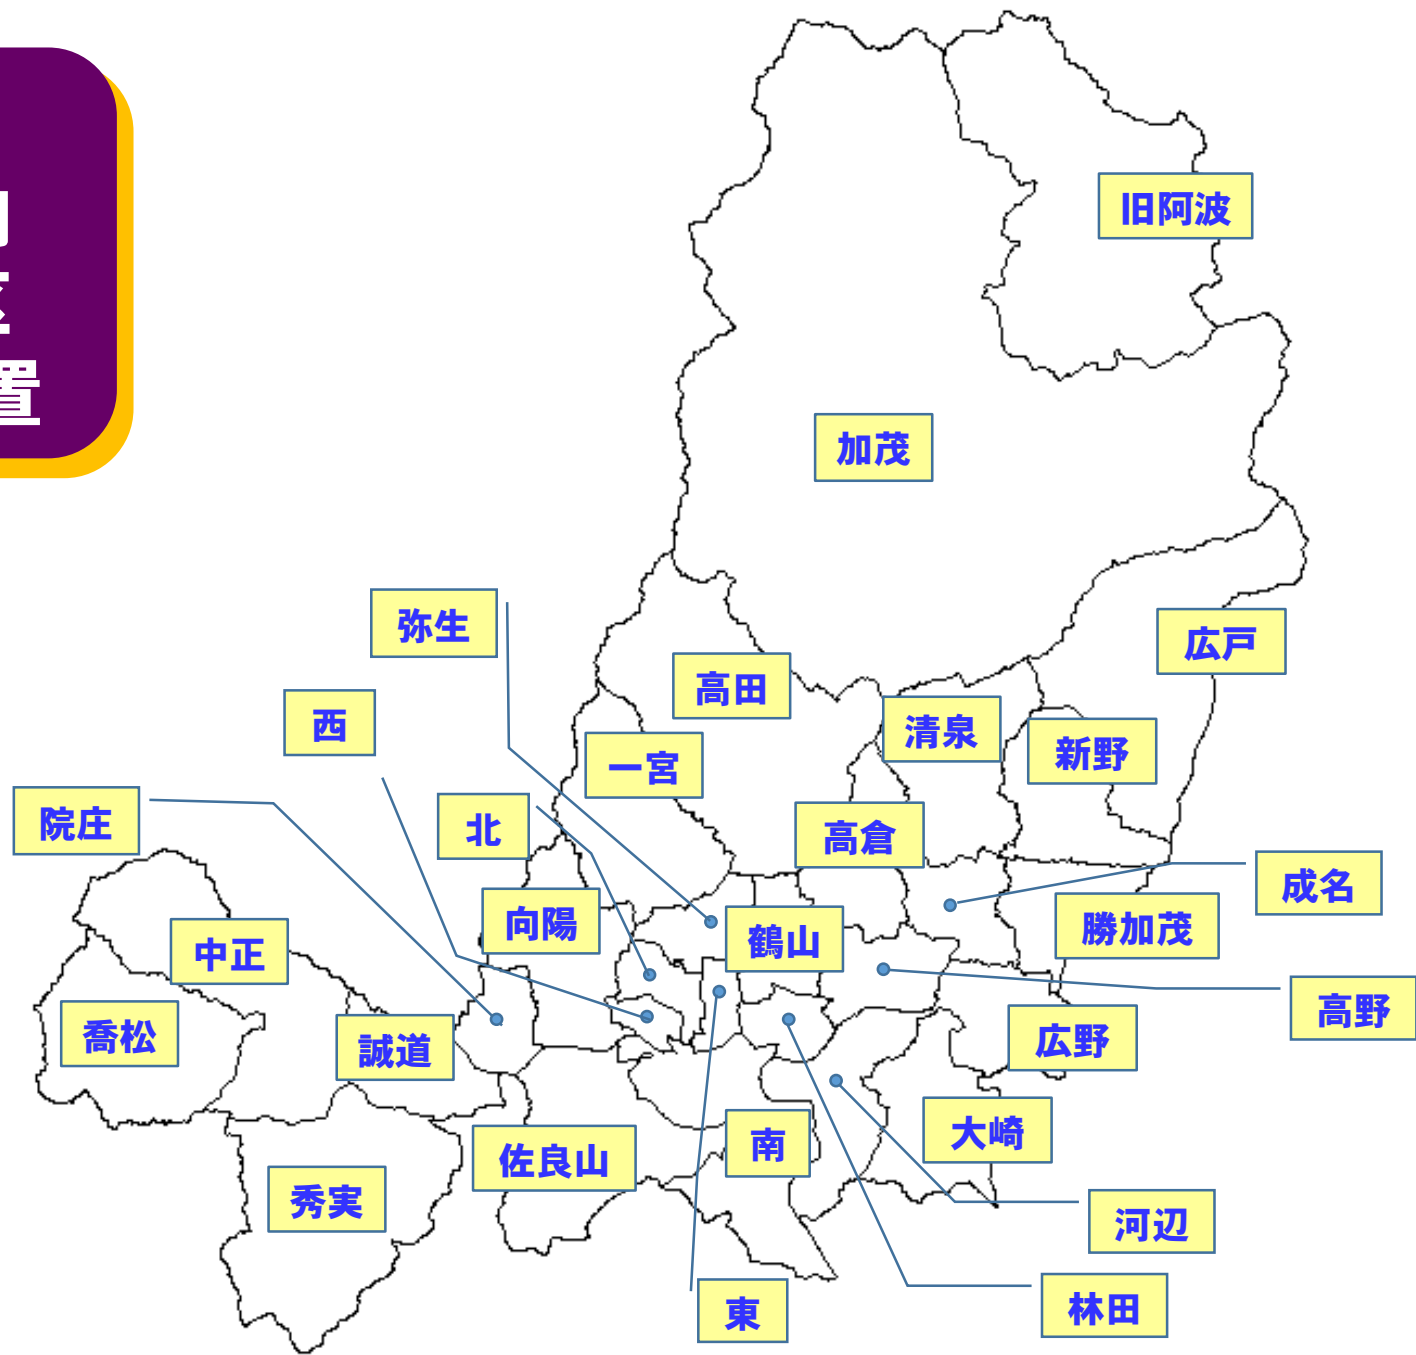 置
旧阿波
加茂
弥生
広戸
高田
西
清泉
新野
一宮
院庄
北
高倉
成名
向陽
勝加茂
鶴山
中正
高野
喬松
誠道
広野
大崎
南
佐良山
秀実
河辺
林田
東